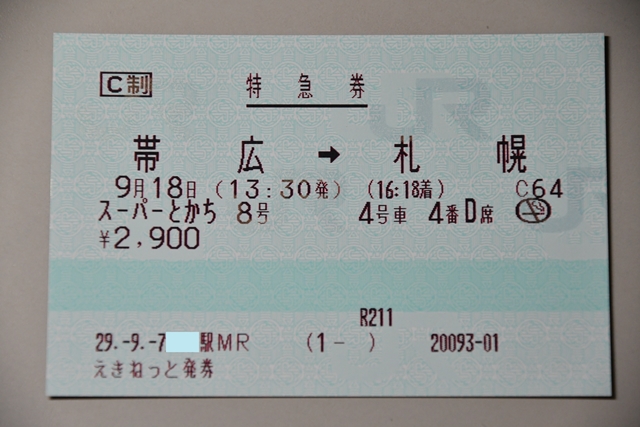 C制 特急券
帯広 → 札幌
9月18日 (13:30発) (16:18着) C64
スーパーとかち 8号 4号車 4番D席
¥2,900
R211
29.-9.-7 駅MR (1- ) 20093-01
えきねっと発券
JR